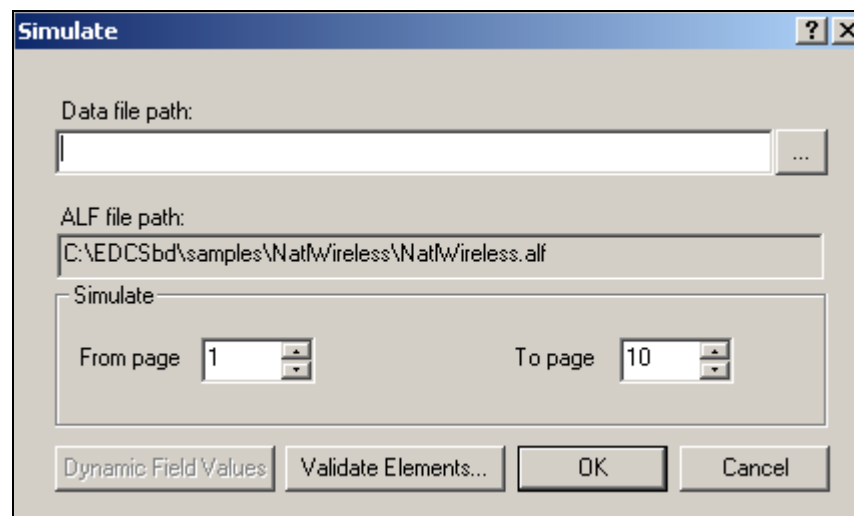 Simulate
Data file path:
...
ALF file path:
C:\EDCSbd\samples\NatlWireless\NatlWireless.alf
Simulate
From page 1 To page 10
Dynamic Field Values Validate Elements... OK Cancel